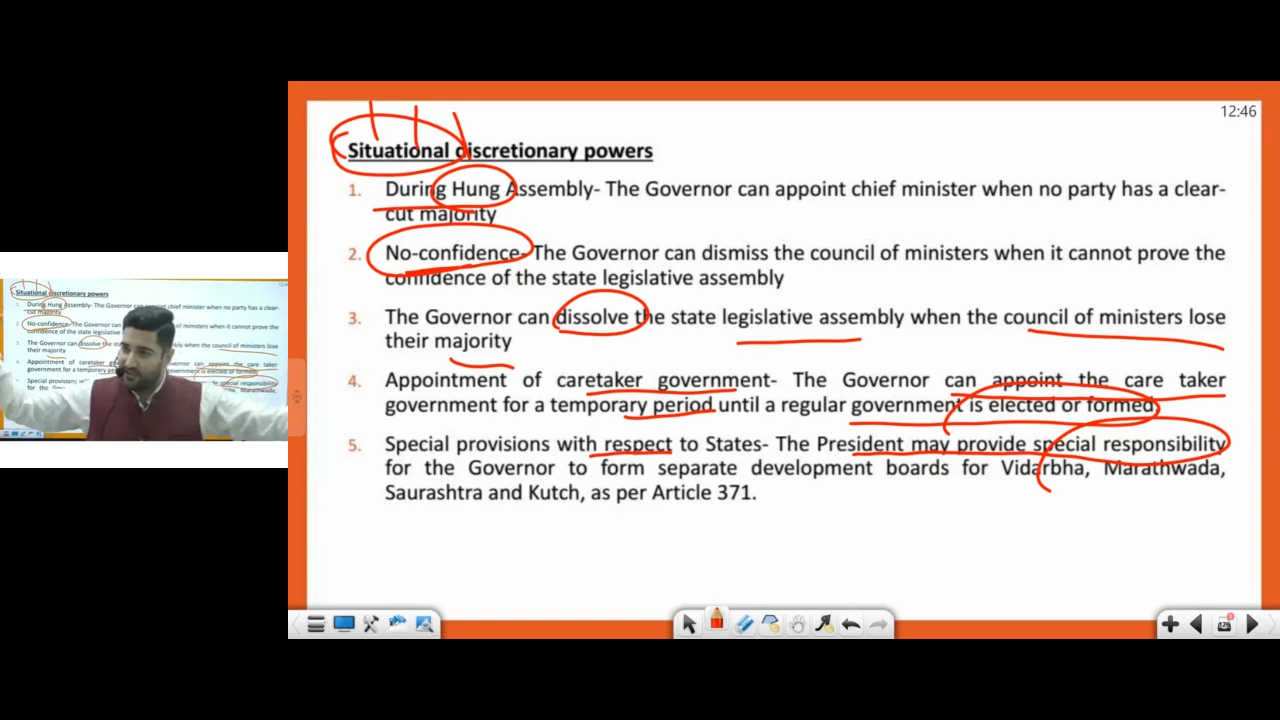 12:46
Situational discretionary powers
1. During Hung Assembly- The Governor can appoint chief minister when no party has a clear-
cut majority
2. No-confidence- The Governor can dismiss the council of ministers when it cannot prove the
confidence of the state legislative assembly
3. The Governor can dissolve the state legislative assembly when the council of ministers lose
their majority
4. Appointment of caretaker government- The Governor can appoint the care taker
government for a temporary period until a regular government is elected or formed
5. Special provisions with respect to States- The President may provide special responsibility
for the Governor to form separate development boards for Vidarbha, Marathwada,
Saurashtra and Kutch, as per Article 371.